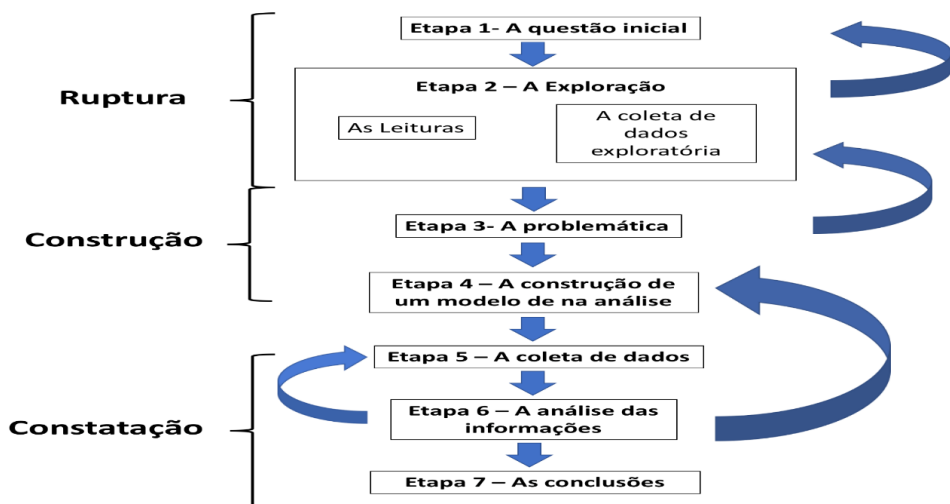 Etapa 1- A questão inicial
Ruptura
Etapa 2 – A Exploração
As Leituras
A coleta de
dados
exploratória
Construção
Etapa 3- A problemática
Etapa 4 – A construção de
um modelo de na análise
Etapa 5 – A coleta de dados
Constatação
Etapa 6 – A análise das
informações
Etapa 7 - As conclusões